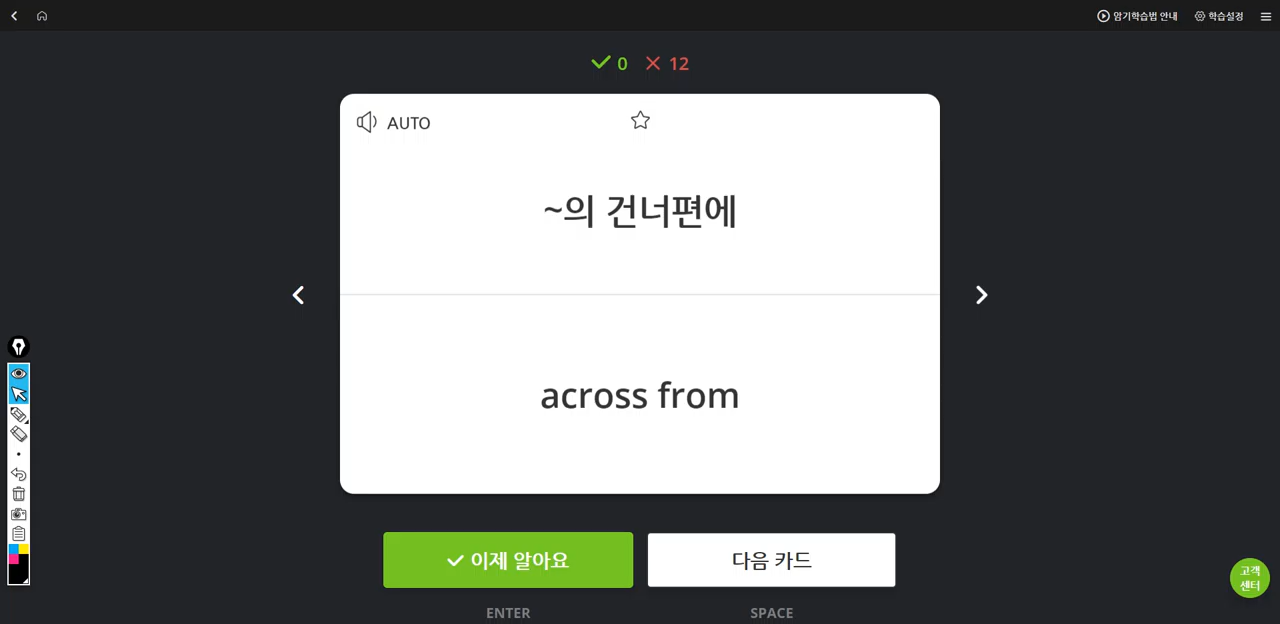 암기학습법 안내
학습설정
0
12
AUTO
~의 건너편에
across from
이제 알아요
다음 카드
ENTER
SPACE
고객
센터